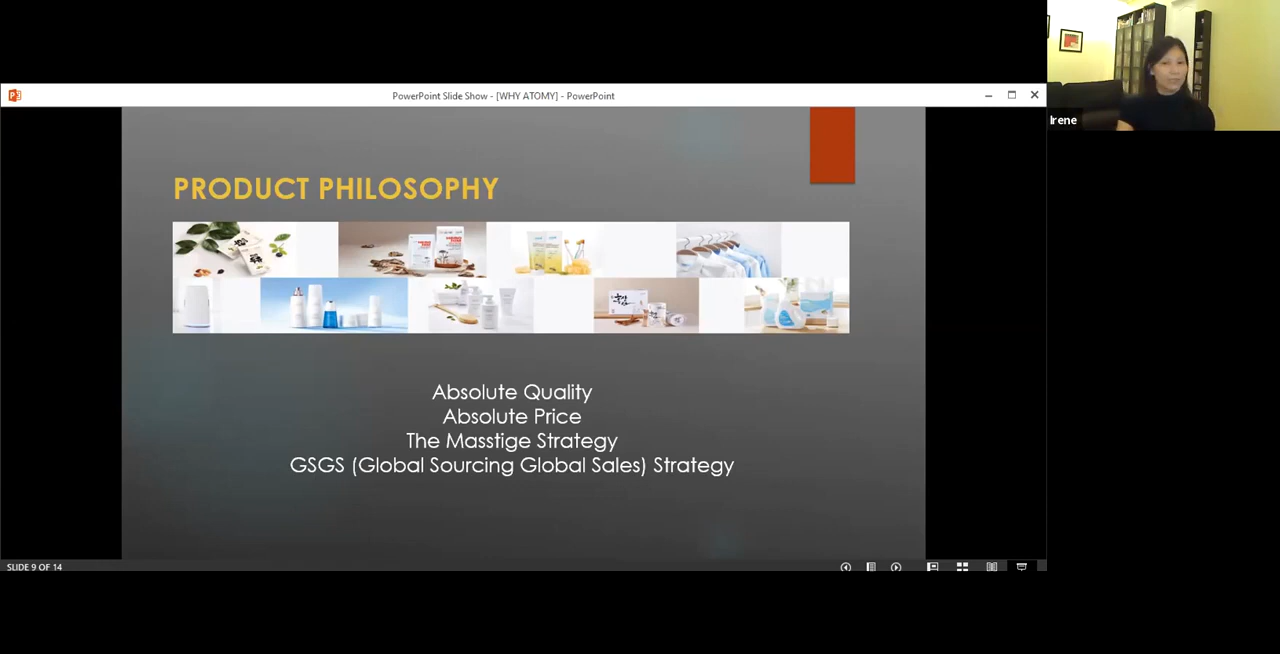 PowerPoint Slide Show - [WHY ATOMY] - PowerPoint
Irene
PRODUCT PHILOSOPHY
Absolute Quality
Absolute Price
The Masstige Strategy
GSGS (Global Sourcing Global Sales) Strategy
SLIDE 9 OF 14